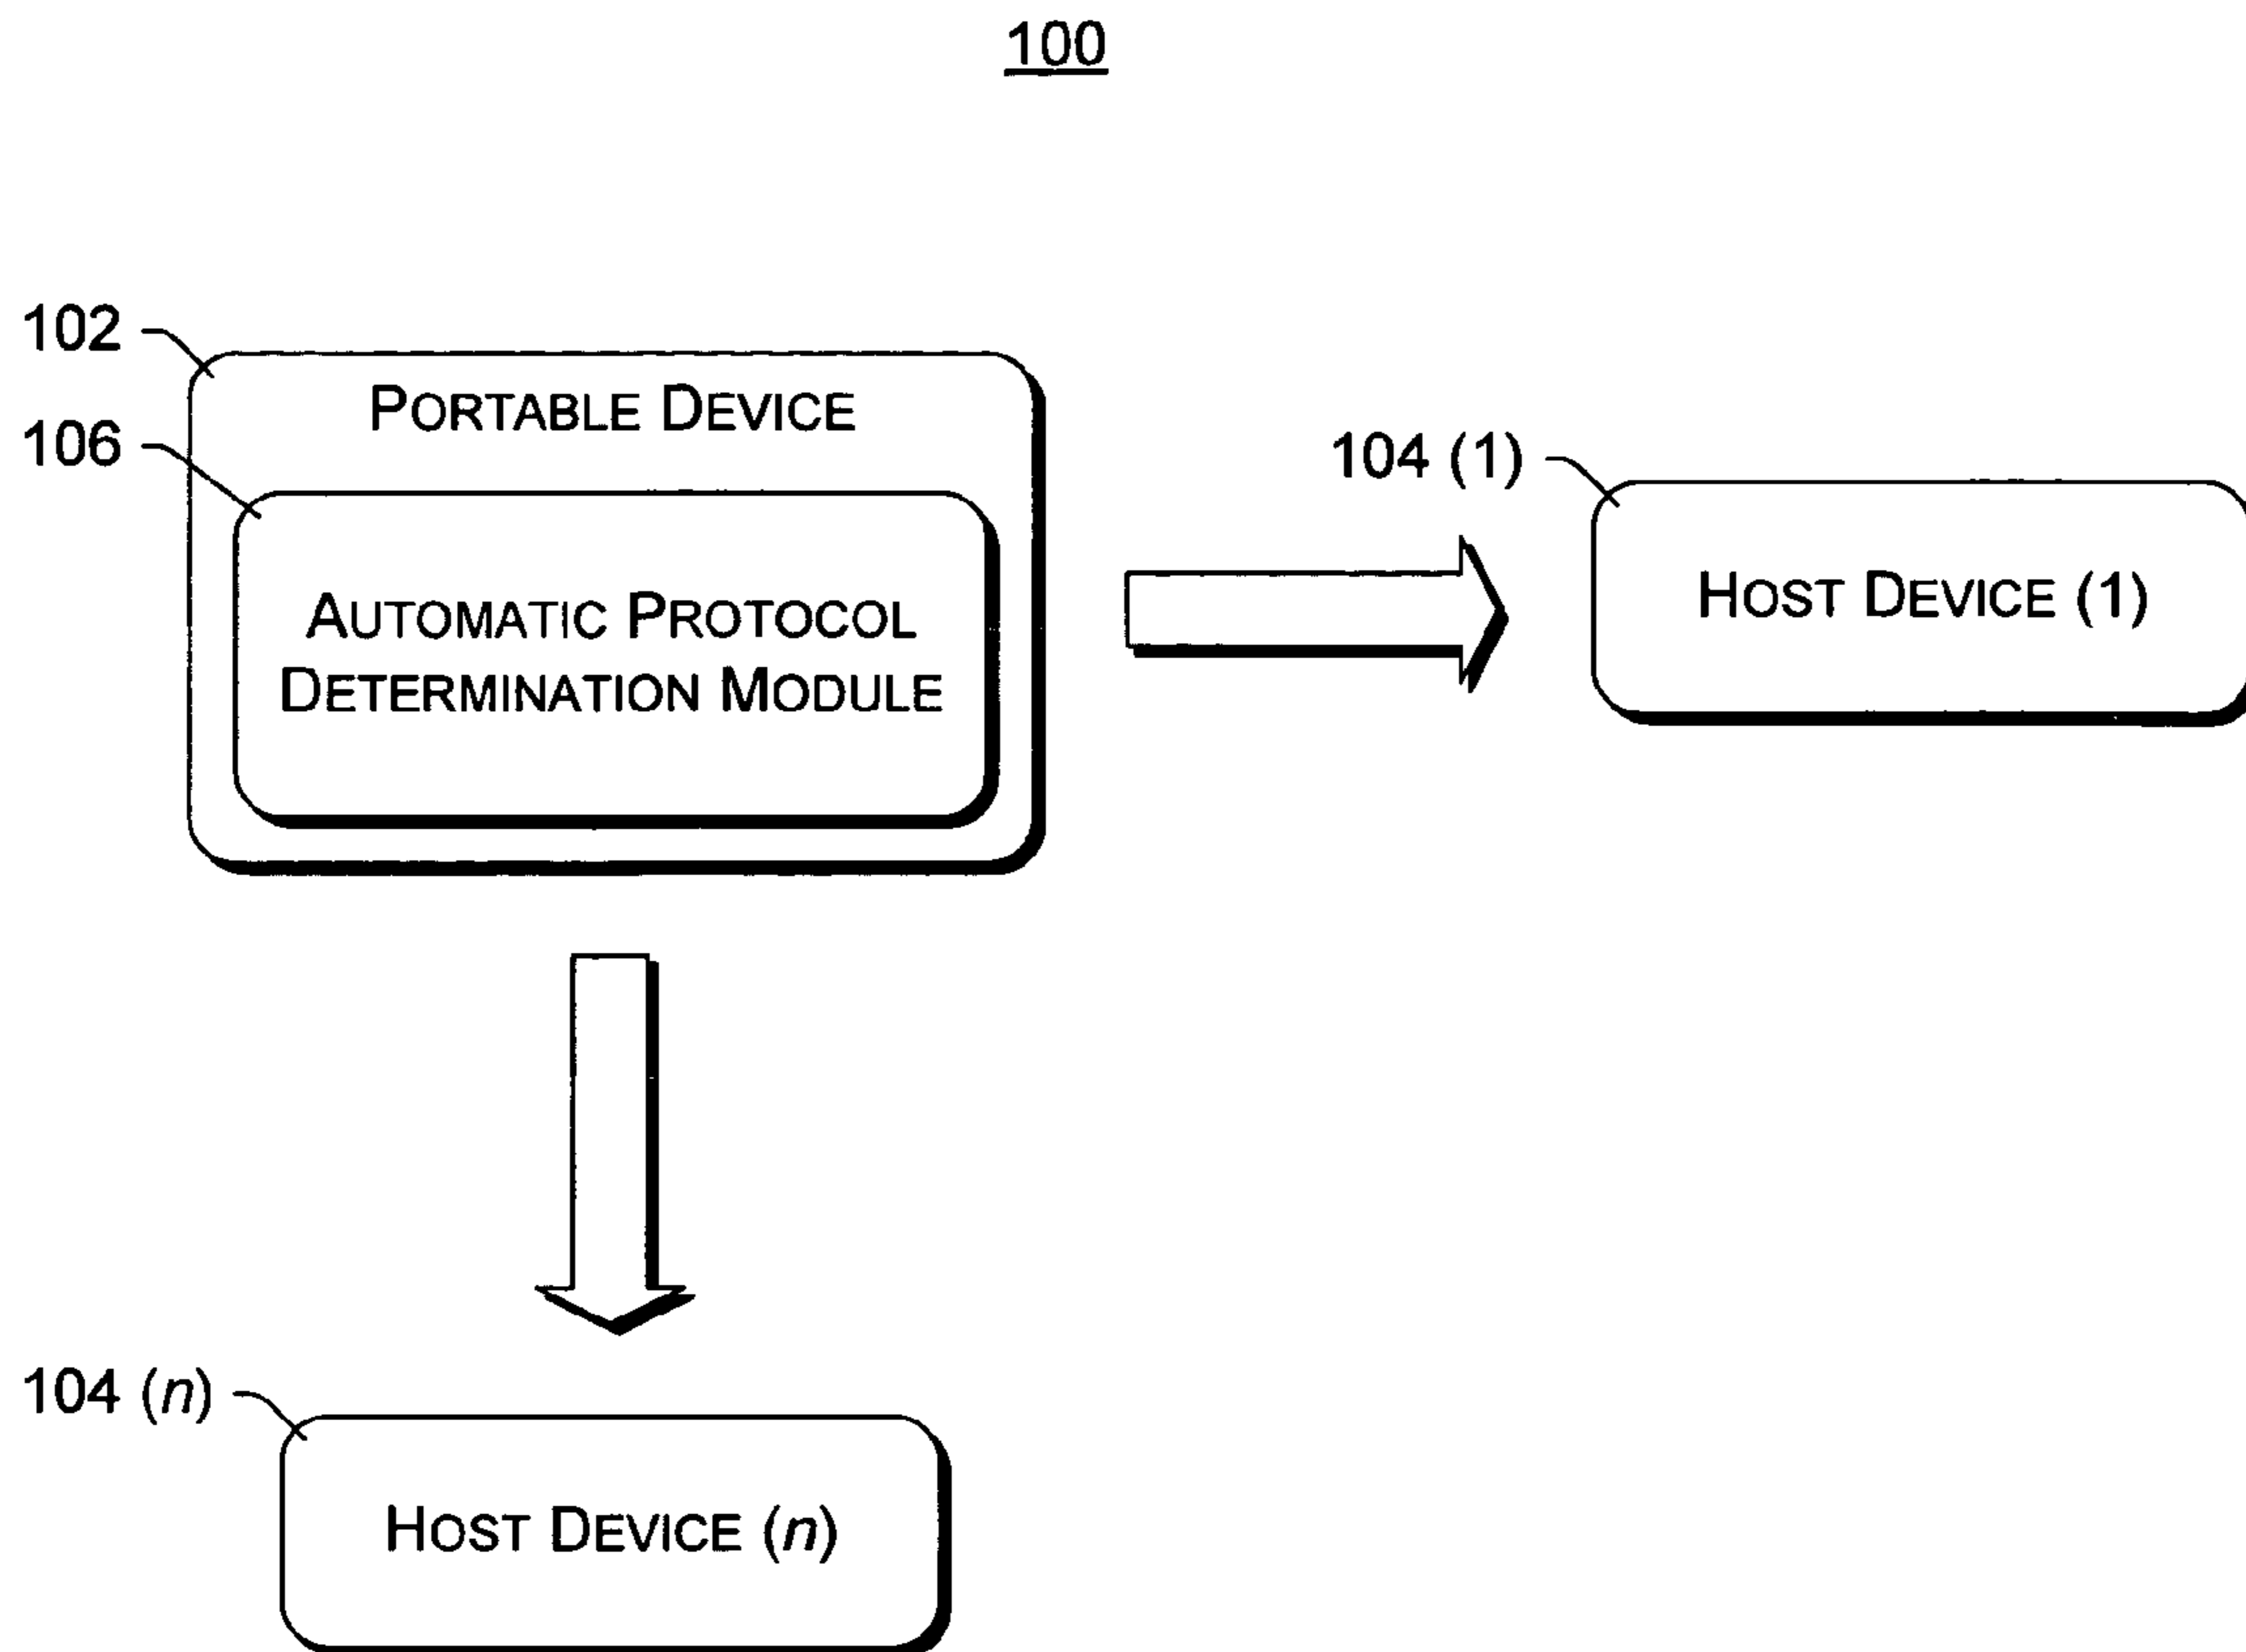 100
102
PORTABLE DEVICE
106
AUTOMATIC PROTOCOL
DETERMINATION MODULE
104 (1)
HOST DEVICE (1)
104 (n)
HOST DEVICE (n)